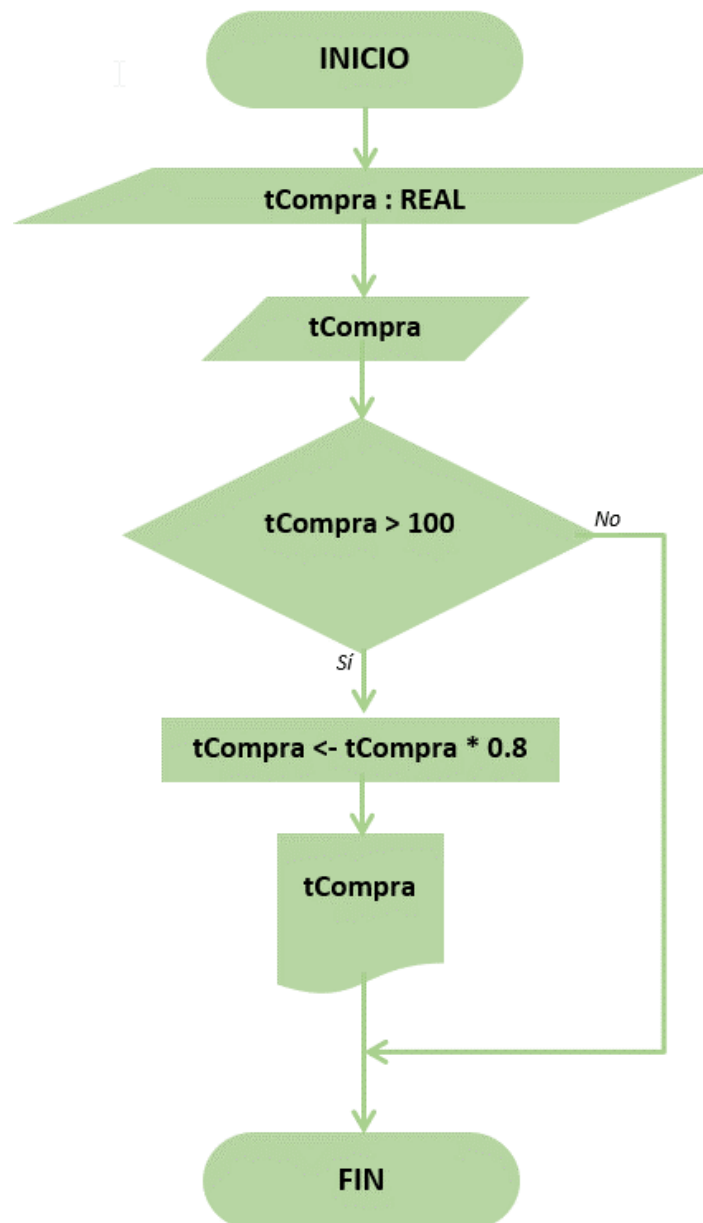 INICIO
tCompra : REAL
tCompra
tCompra > 100
No
Sí
tCompra <- tCompra * 0.8
tCompra
FIN